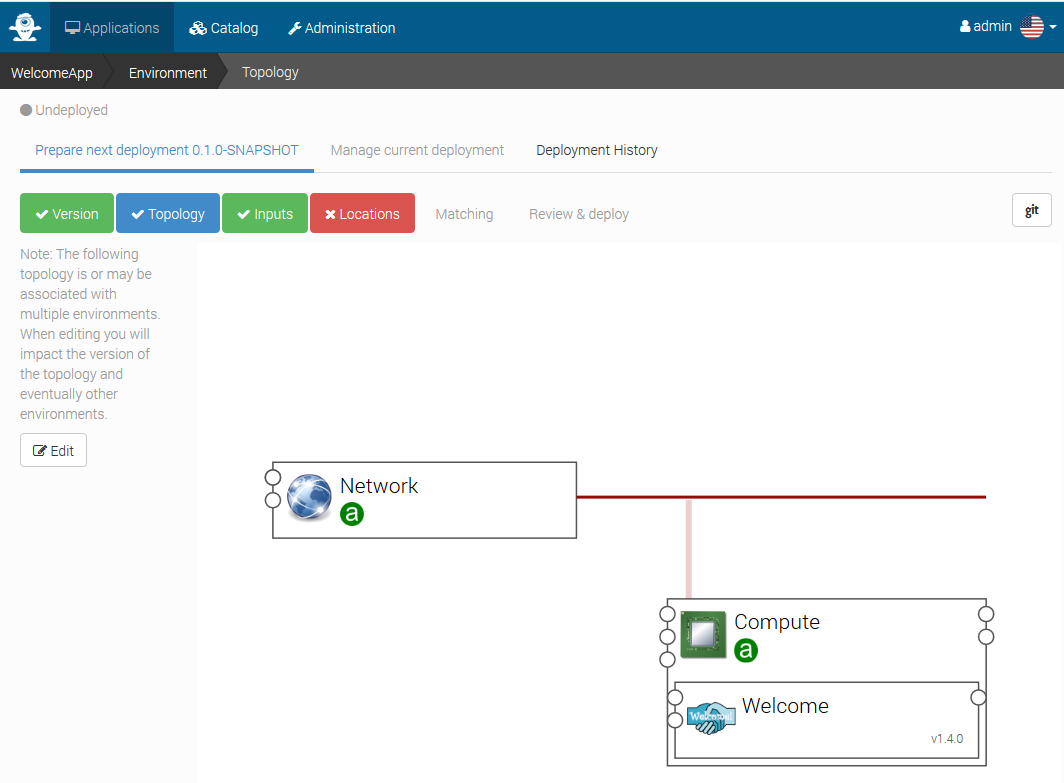 Applications Catalog Administration admin
WelcomeApp Environment Topology
Undeployed
Prepare next deployment 0.1.0-SNAPSHOT Manage current deployment Deployment History
Version Topology Inputs Locations Matching Review & deploy git
Note: The following
topology is or may be
associated with
multiple environments.
When editing you will
impact the version of
the topology and
eventually other
environments.
Edit
Network
a
Compute
a
Welcome
Welcome
v1.4.0